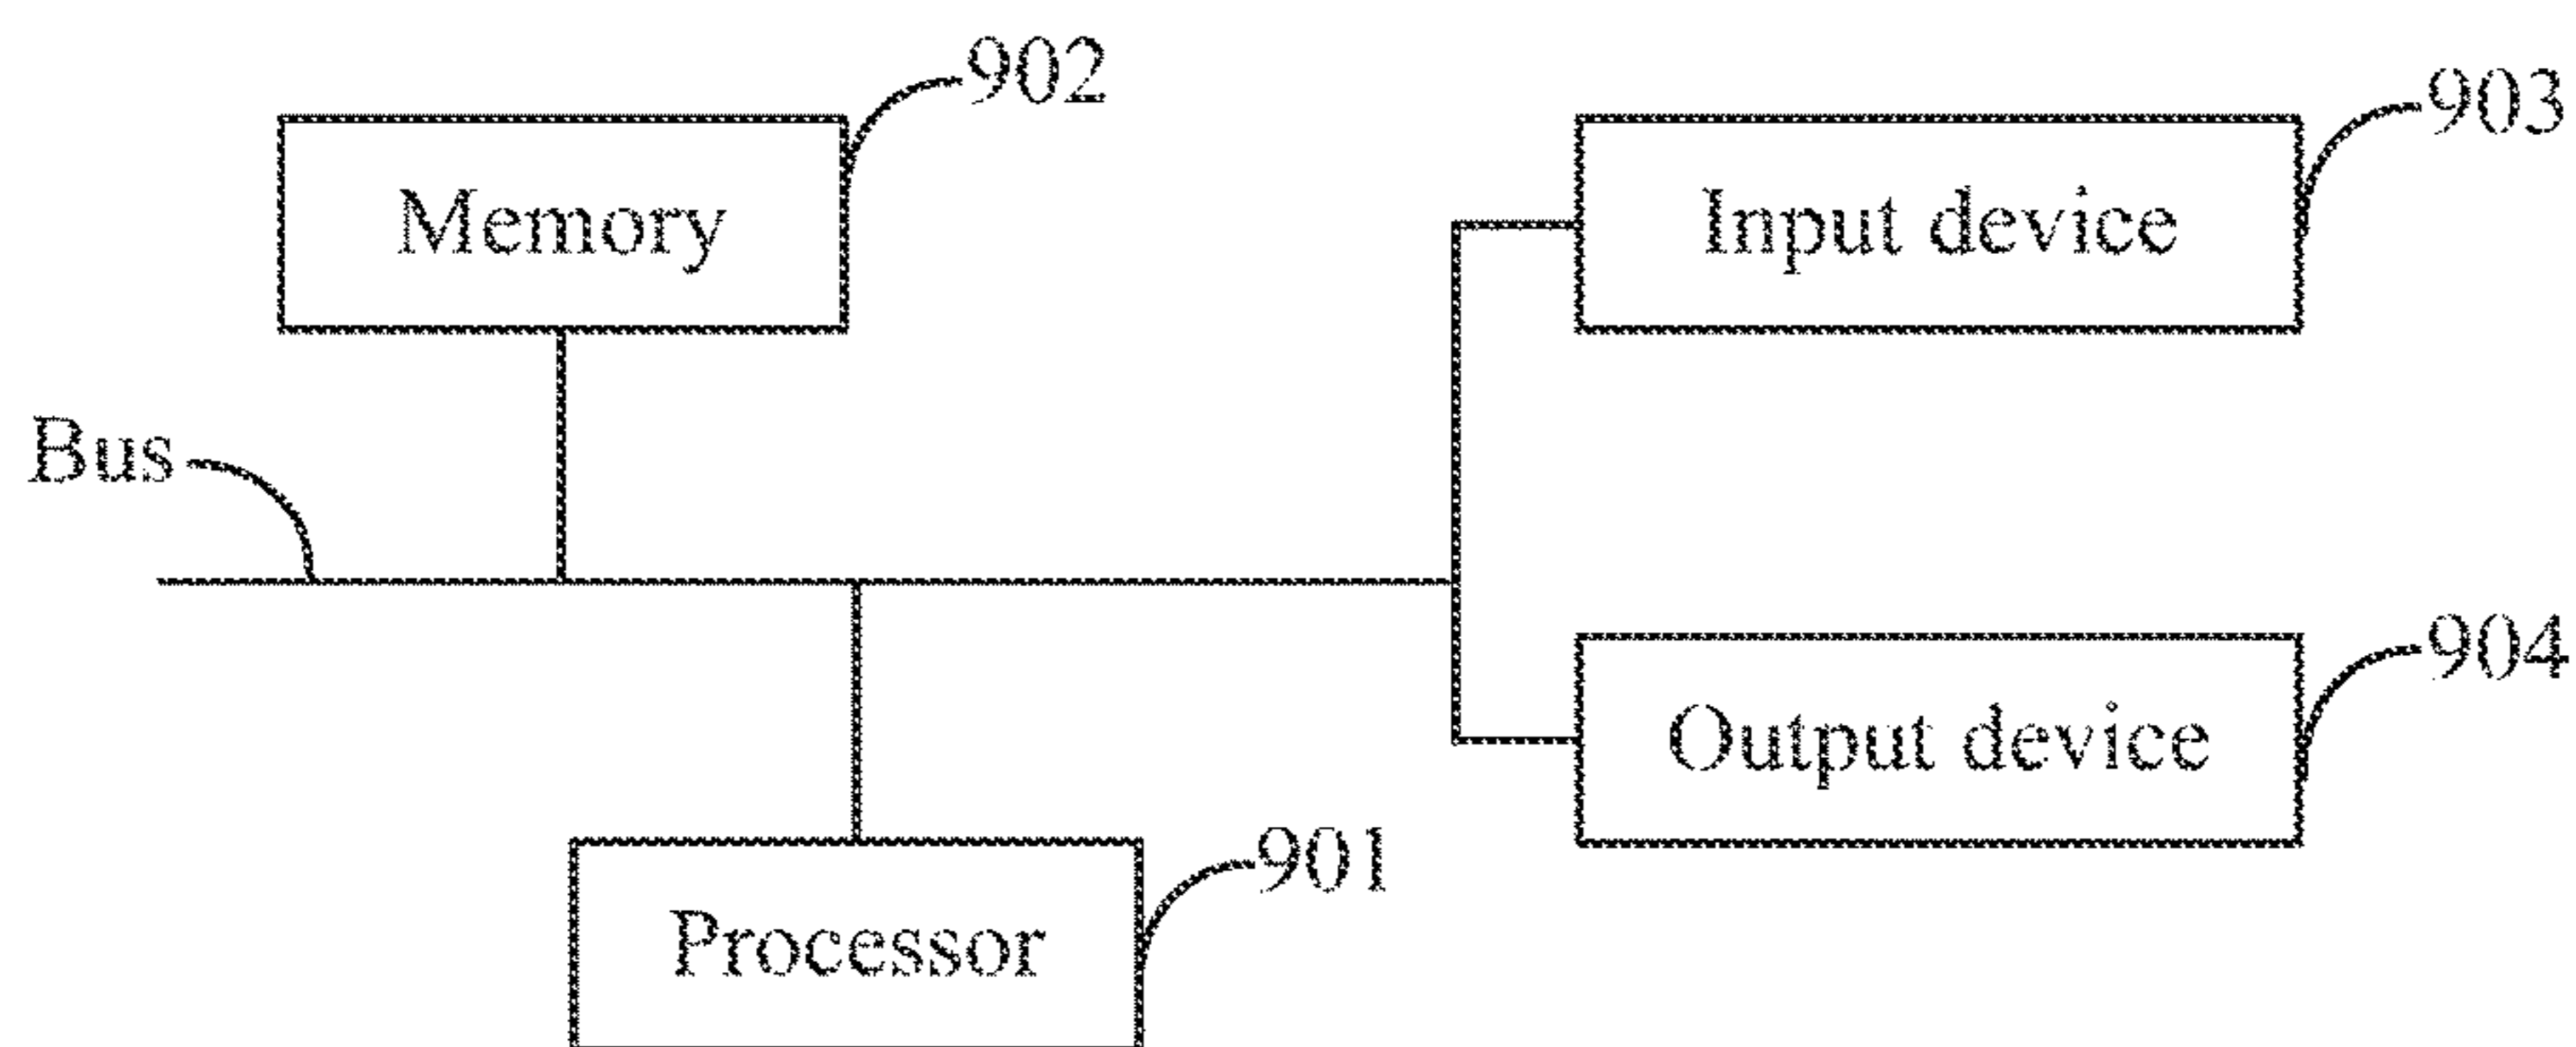 902
903
Memory
Input device
Bus
904
Output device
901
Processor